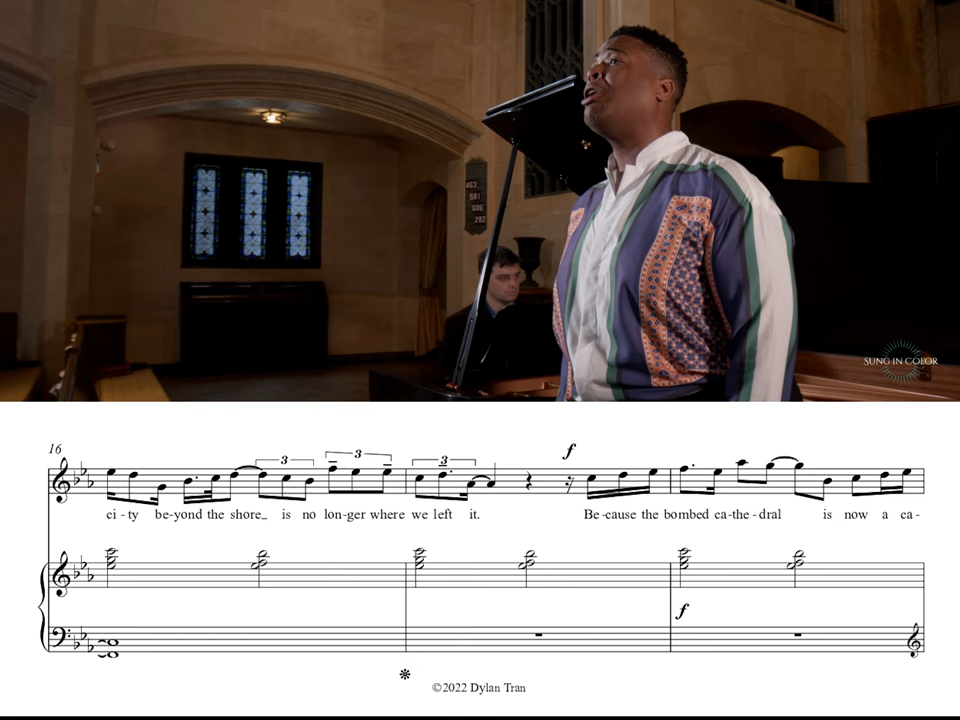 463
581
606
292
SUNG IN COLOR
16
3
3
3
f
ci - ty be-yond the shore_ is no lon-ger where we left it. Be-cause the bombed ca-the-dral is now a ca-
f
©2022 Dylan Tran